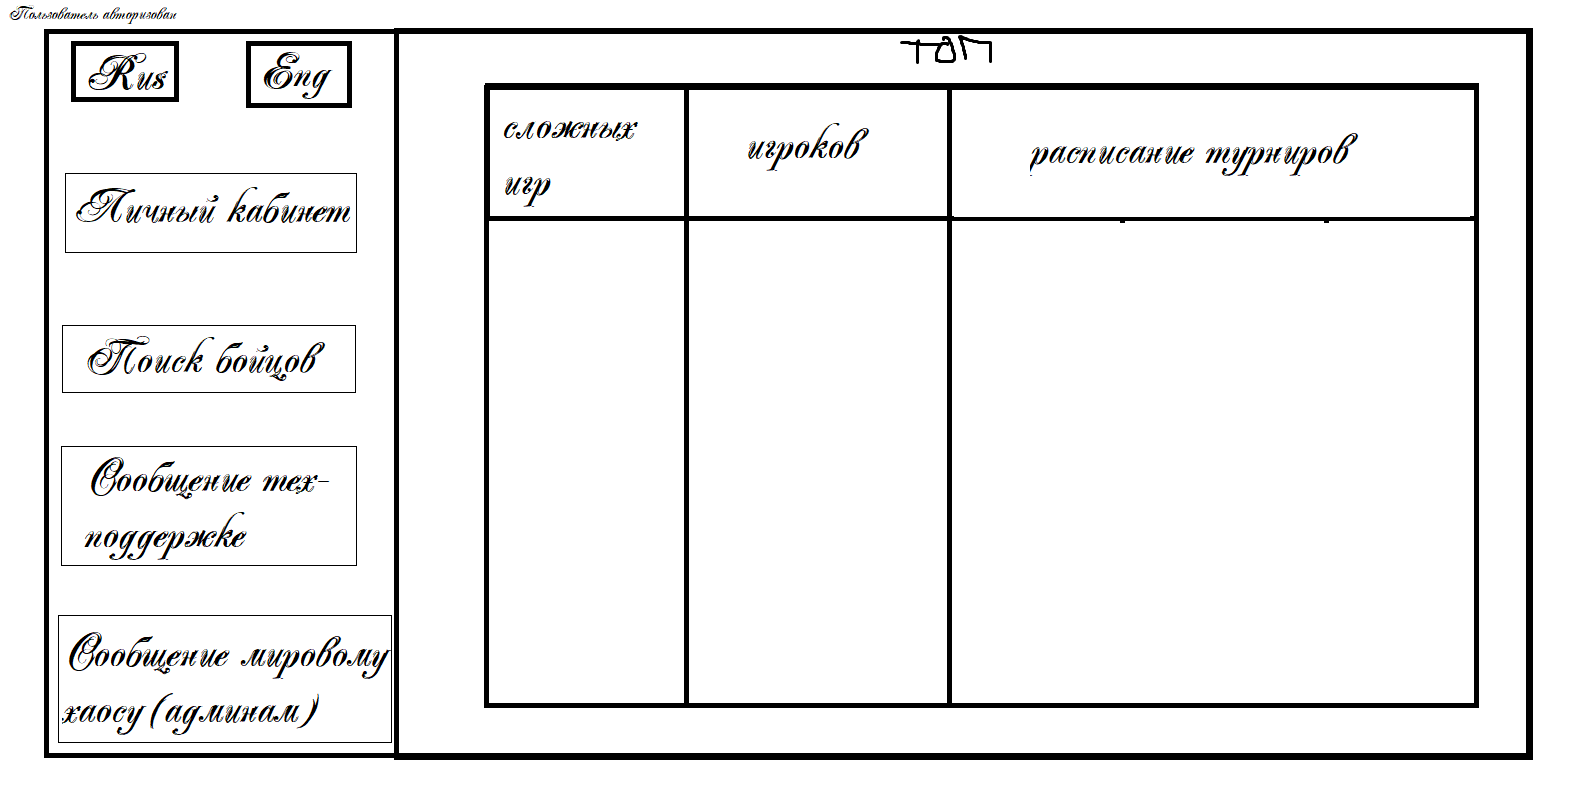 Пользователь авторизован
Rus
Eng
Личный кабинет
Поиск бойцов
Сообщение тех-
поддержке
Сообщение мировому
хаосу (админам)
топ
сложных
игр
игроков
расписание турниров